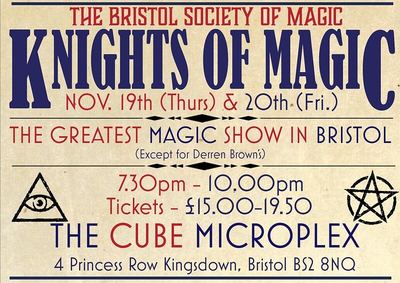 THE BRISTOL SOCIETY OF MAGIC
KNIGHTS OF MAGIC
NOV. 19th (Thurs) & 20th (Fri.)
THE GREATEST MAGIC SHOW IN BRISTOL
(Except for Derren Brown's)
7.30pm - 10.00pm
Tickets - £15.00-19.50
THE CUBE MICROPLEX
4 Princess Row Kingsdown, Bristol BS2 8NQ